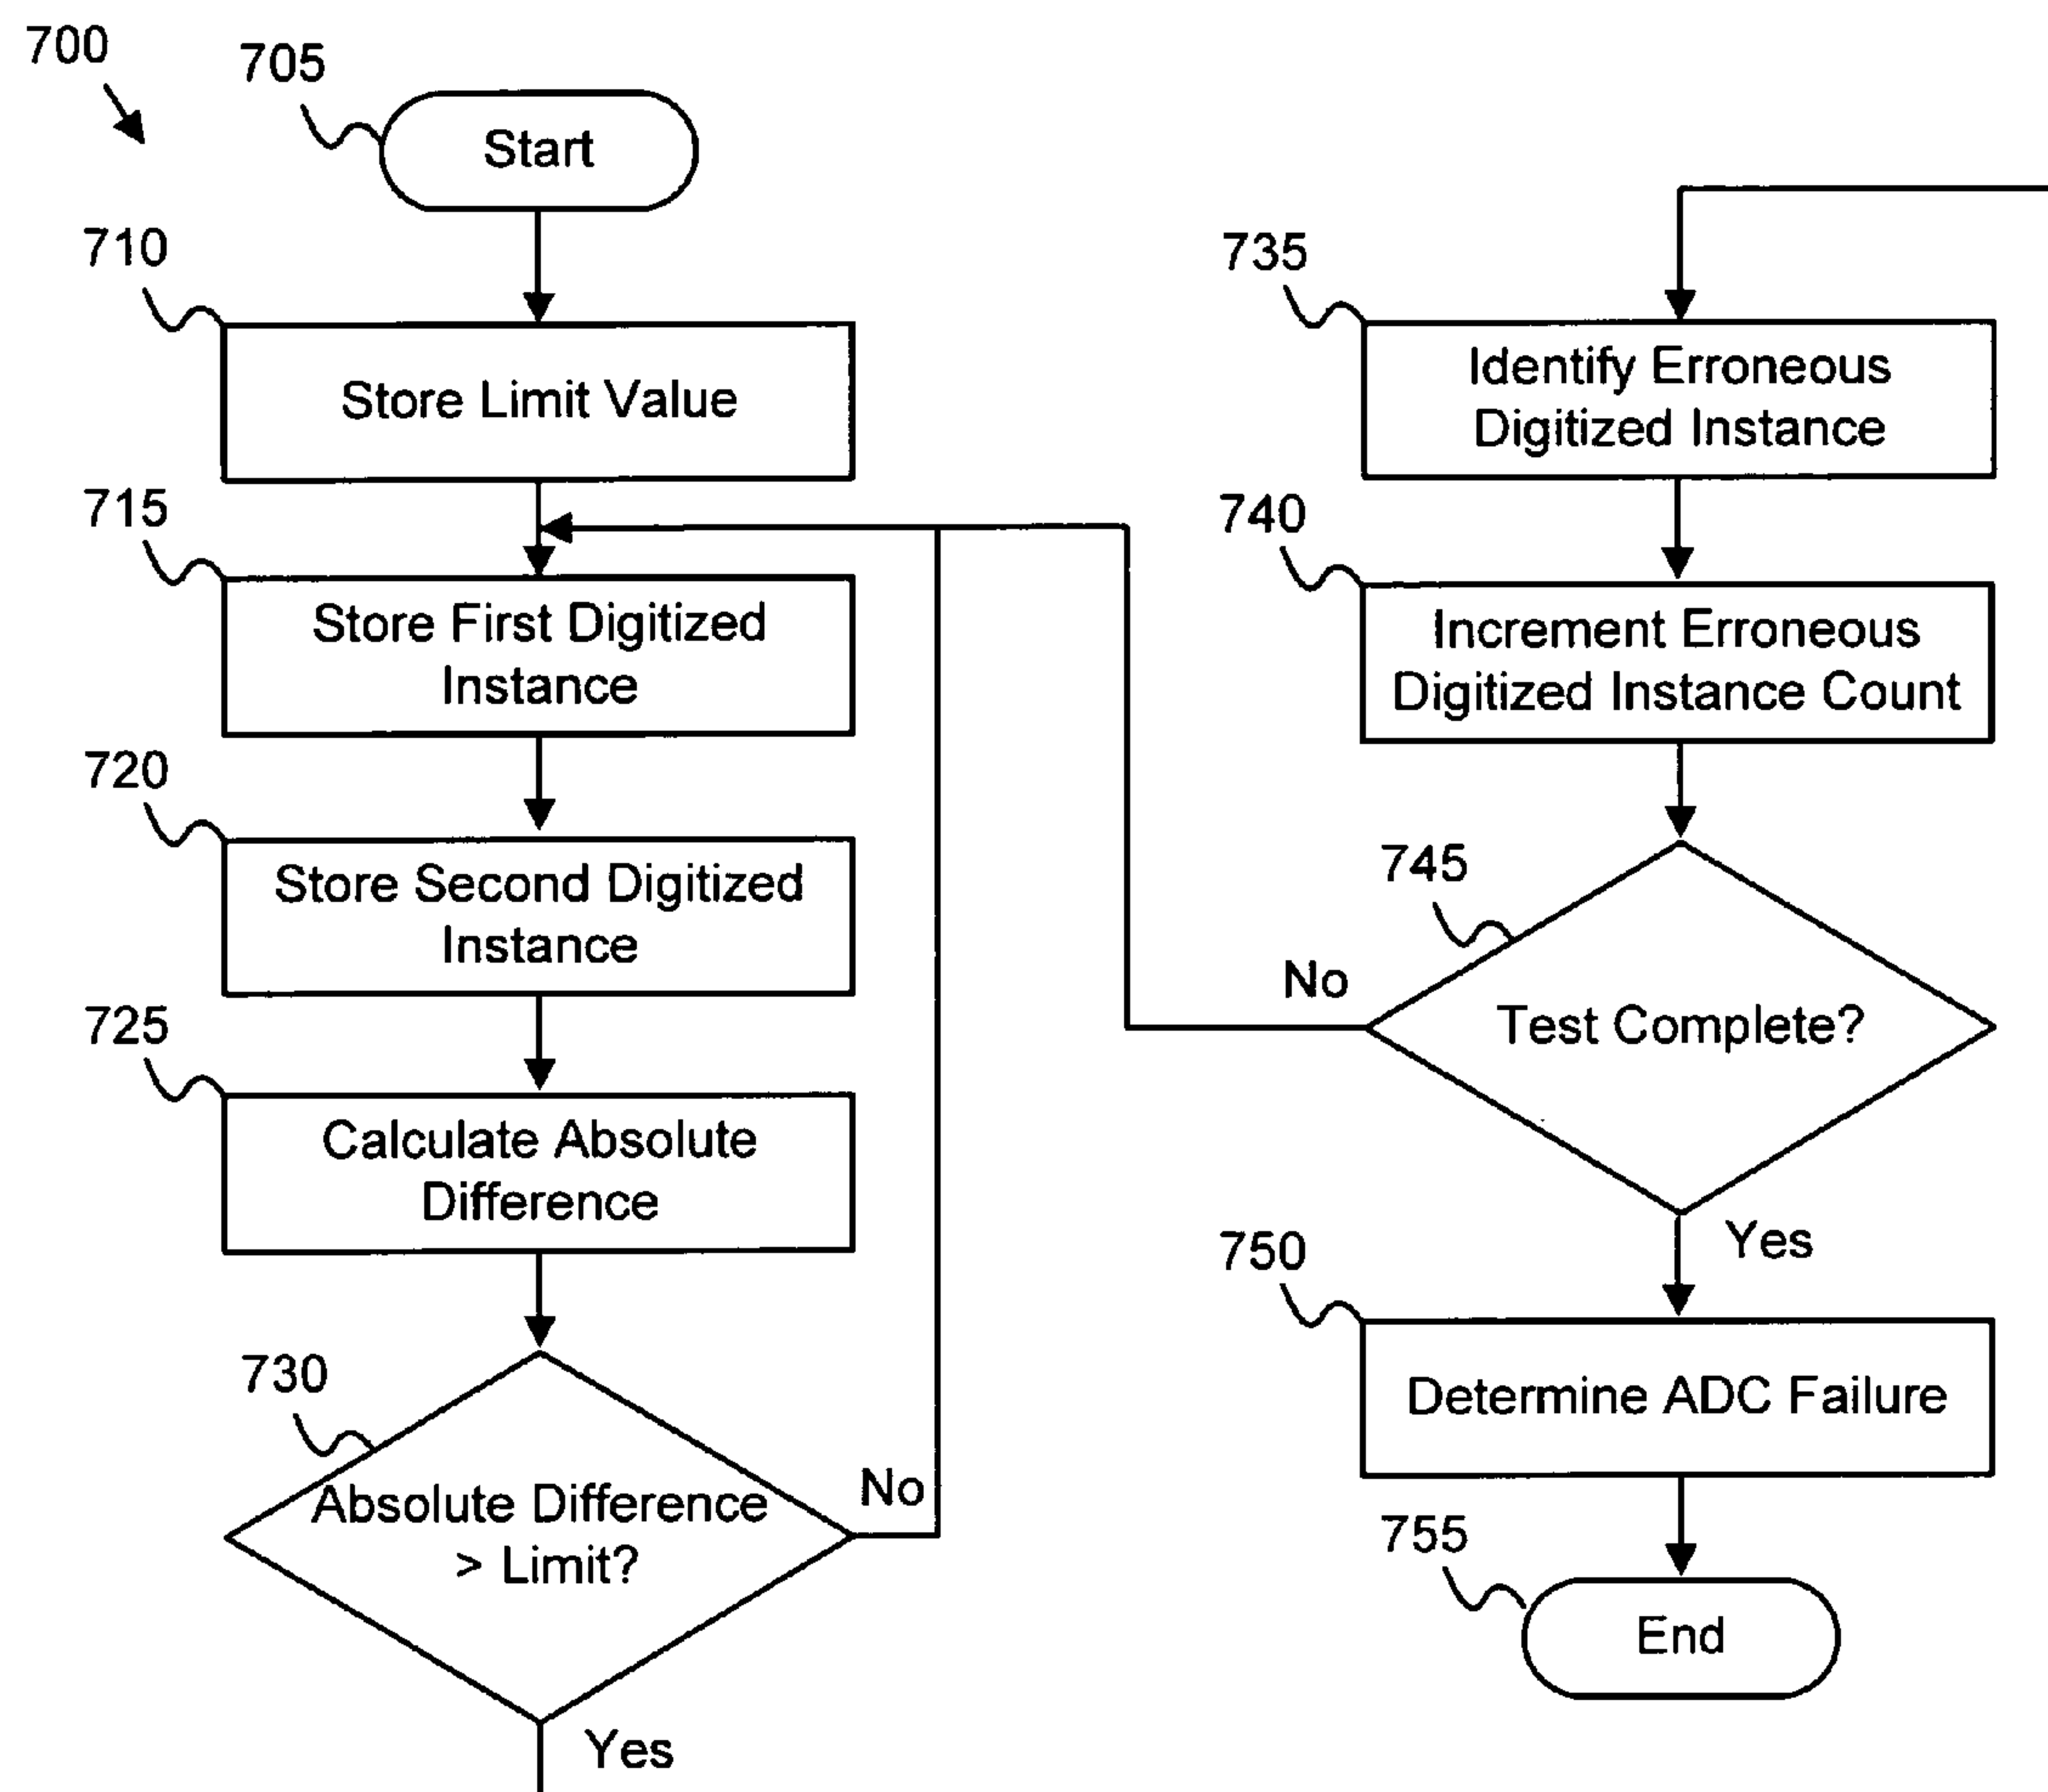 700
705
Start
710
Store Limit Value
715
Store First Digitized
Instance
720
Store Second Digitized
Instance
725
Calculate Absolute
Difference
730
Absolute Difference
> Limit?
No
Yes
735
Identify Erroneous
Digitized Instance
740
Increment Erroneous
Digitized Instance Count
745
No
Test Complete?
Yes
750
Determine ADC Failure
755
End